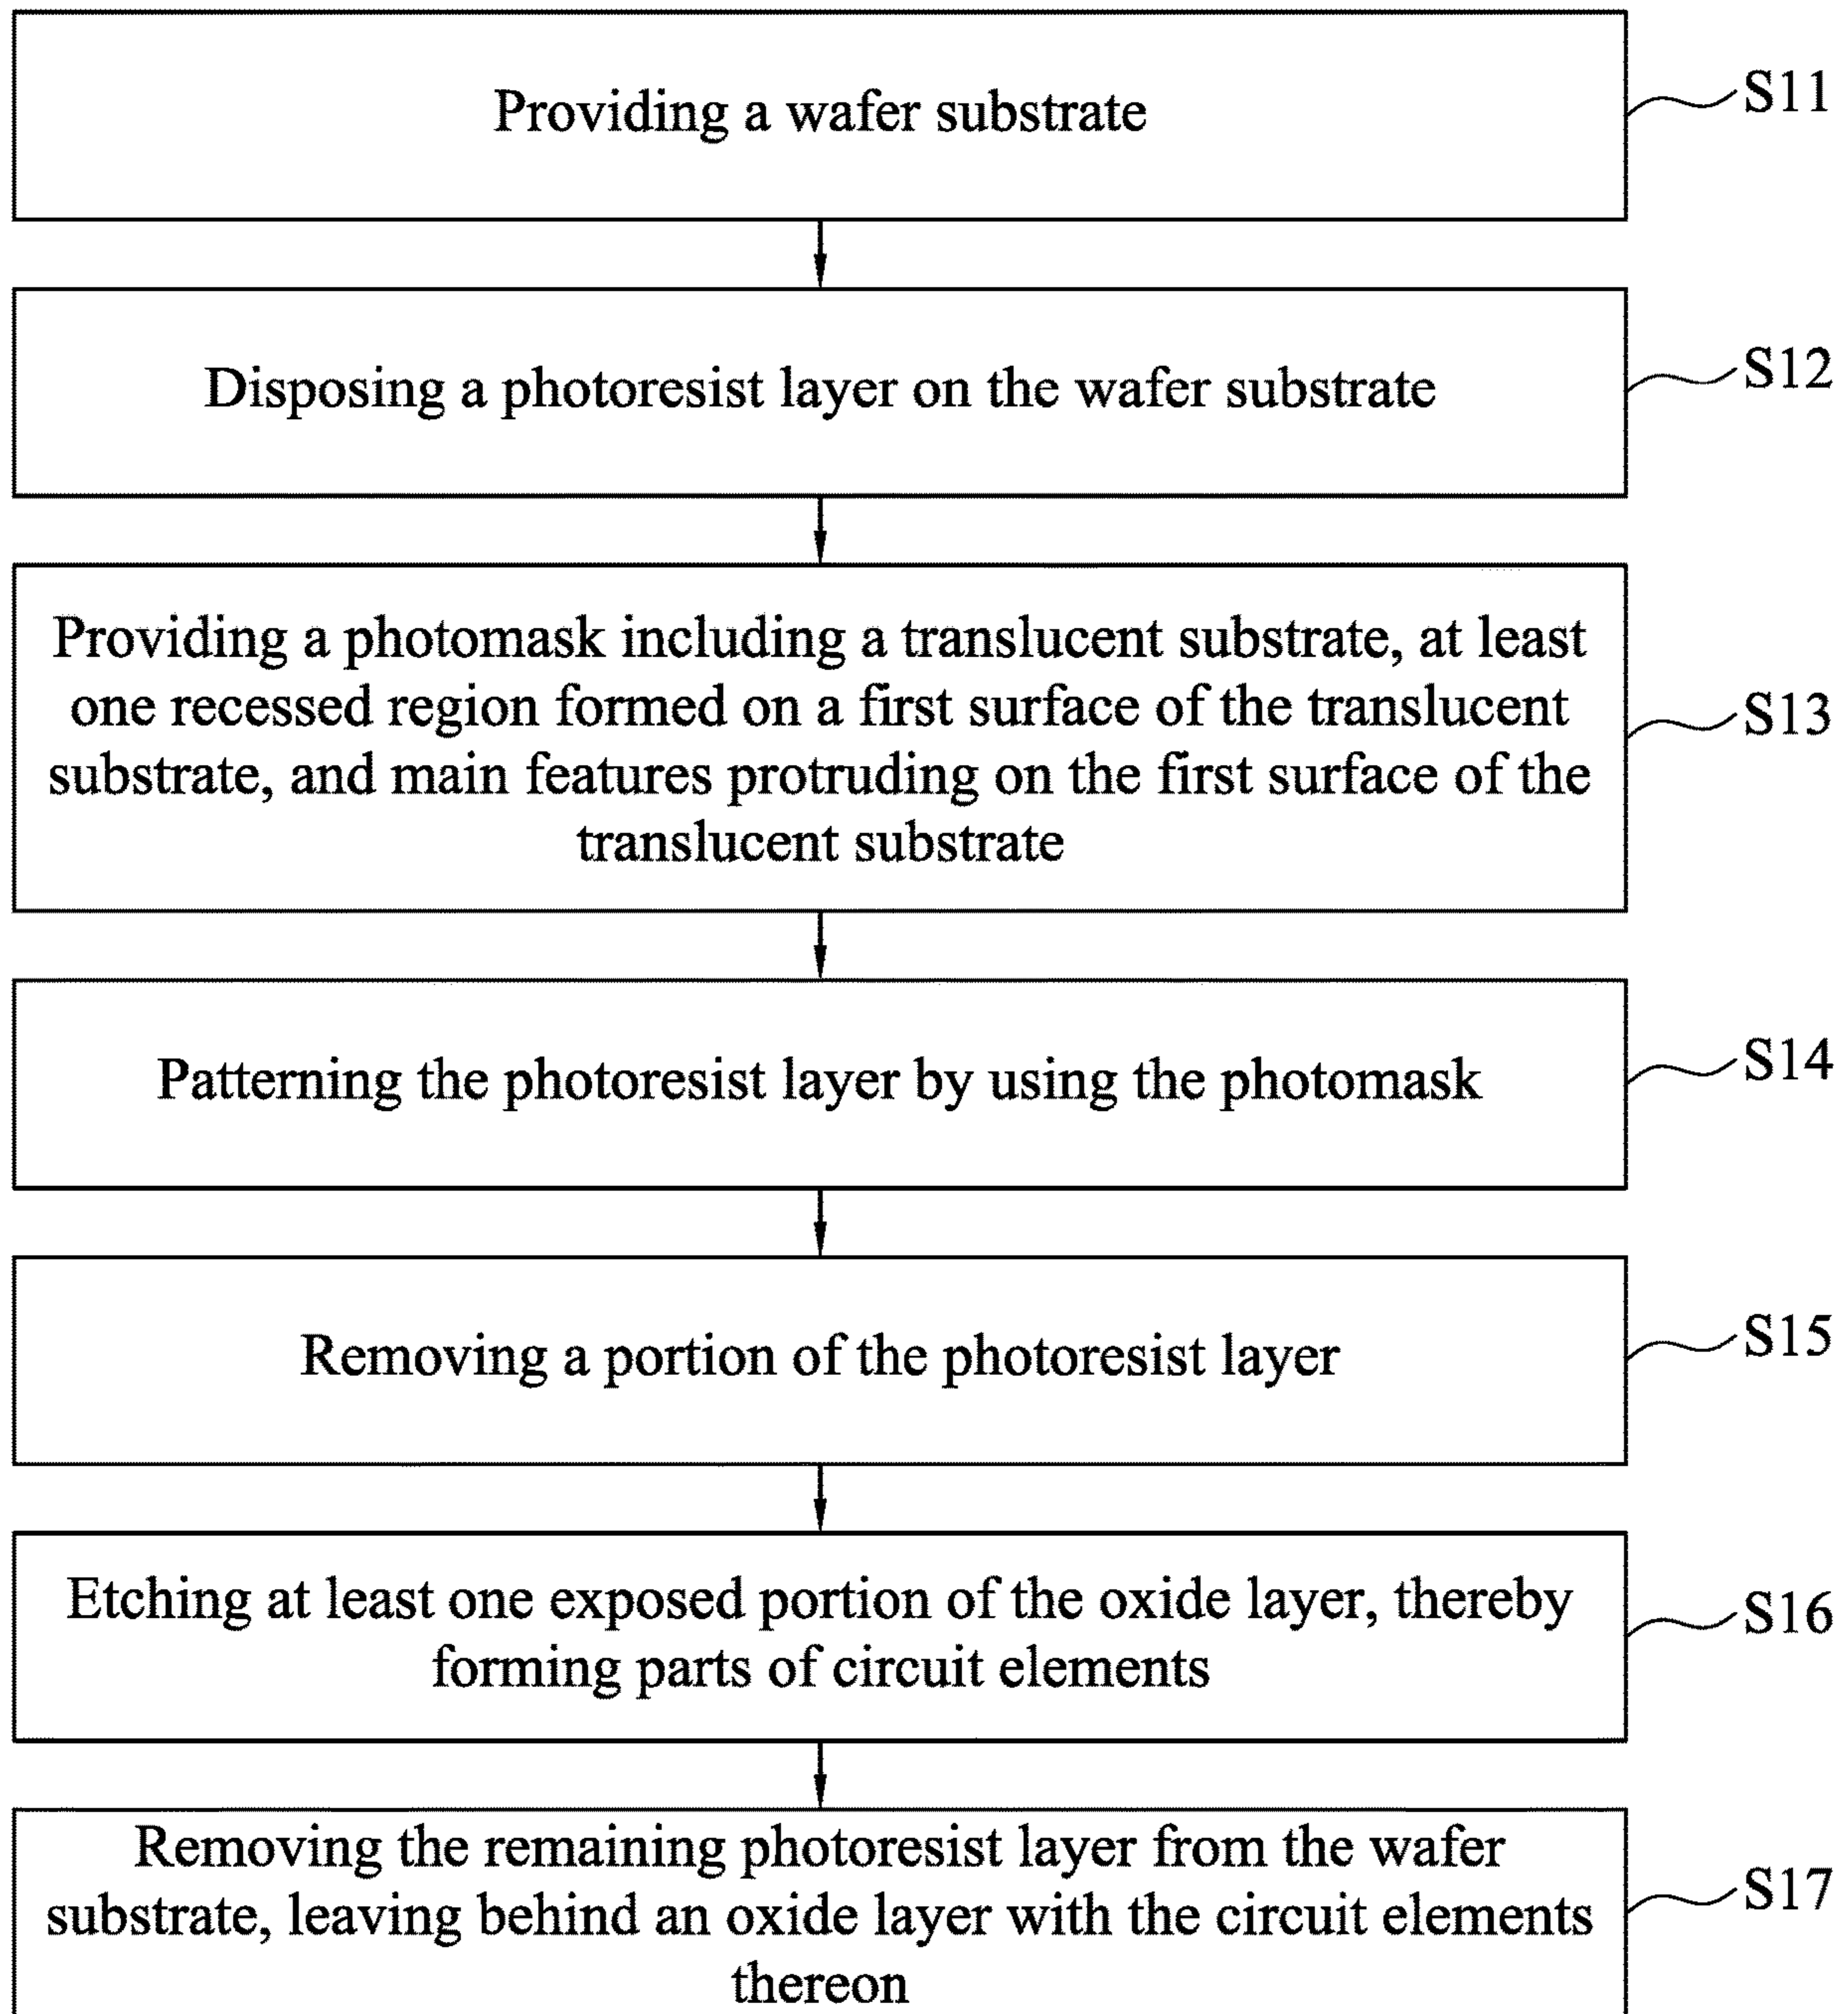 Providing a wafer substrate
S11
Disposing a photoresist layer on the wafer substrate
S12
Providing a photomask including a translucent substrate, at least
one recessed region formed on a first surface of the translucent
substrate, and main features protruding on the first surface of the
translucent substrate
S13
Patterning the photoresist layer by using the photomask
S14
Removing a portion of the photoresist layer
S15
Etching at least one exposed portion of the oxide layer, thereby
forming parts of circuit elements
S16
Removing the remaining photoresist layer from the wafer
substrate, leaving behind an oxide layer with the circuit elements
thereon
S17